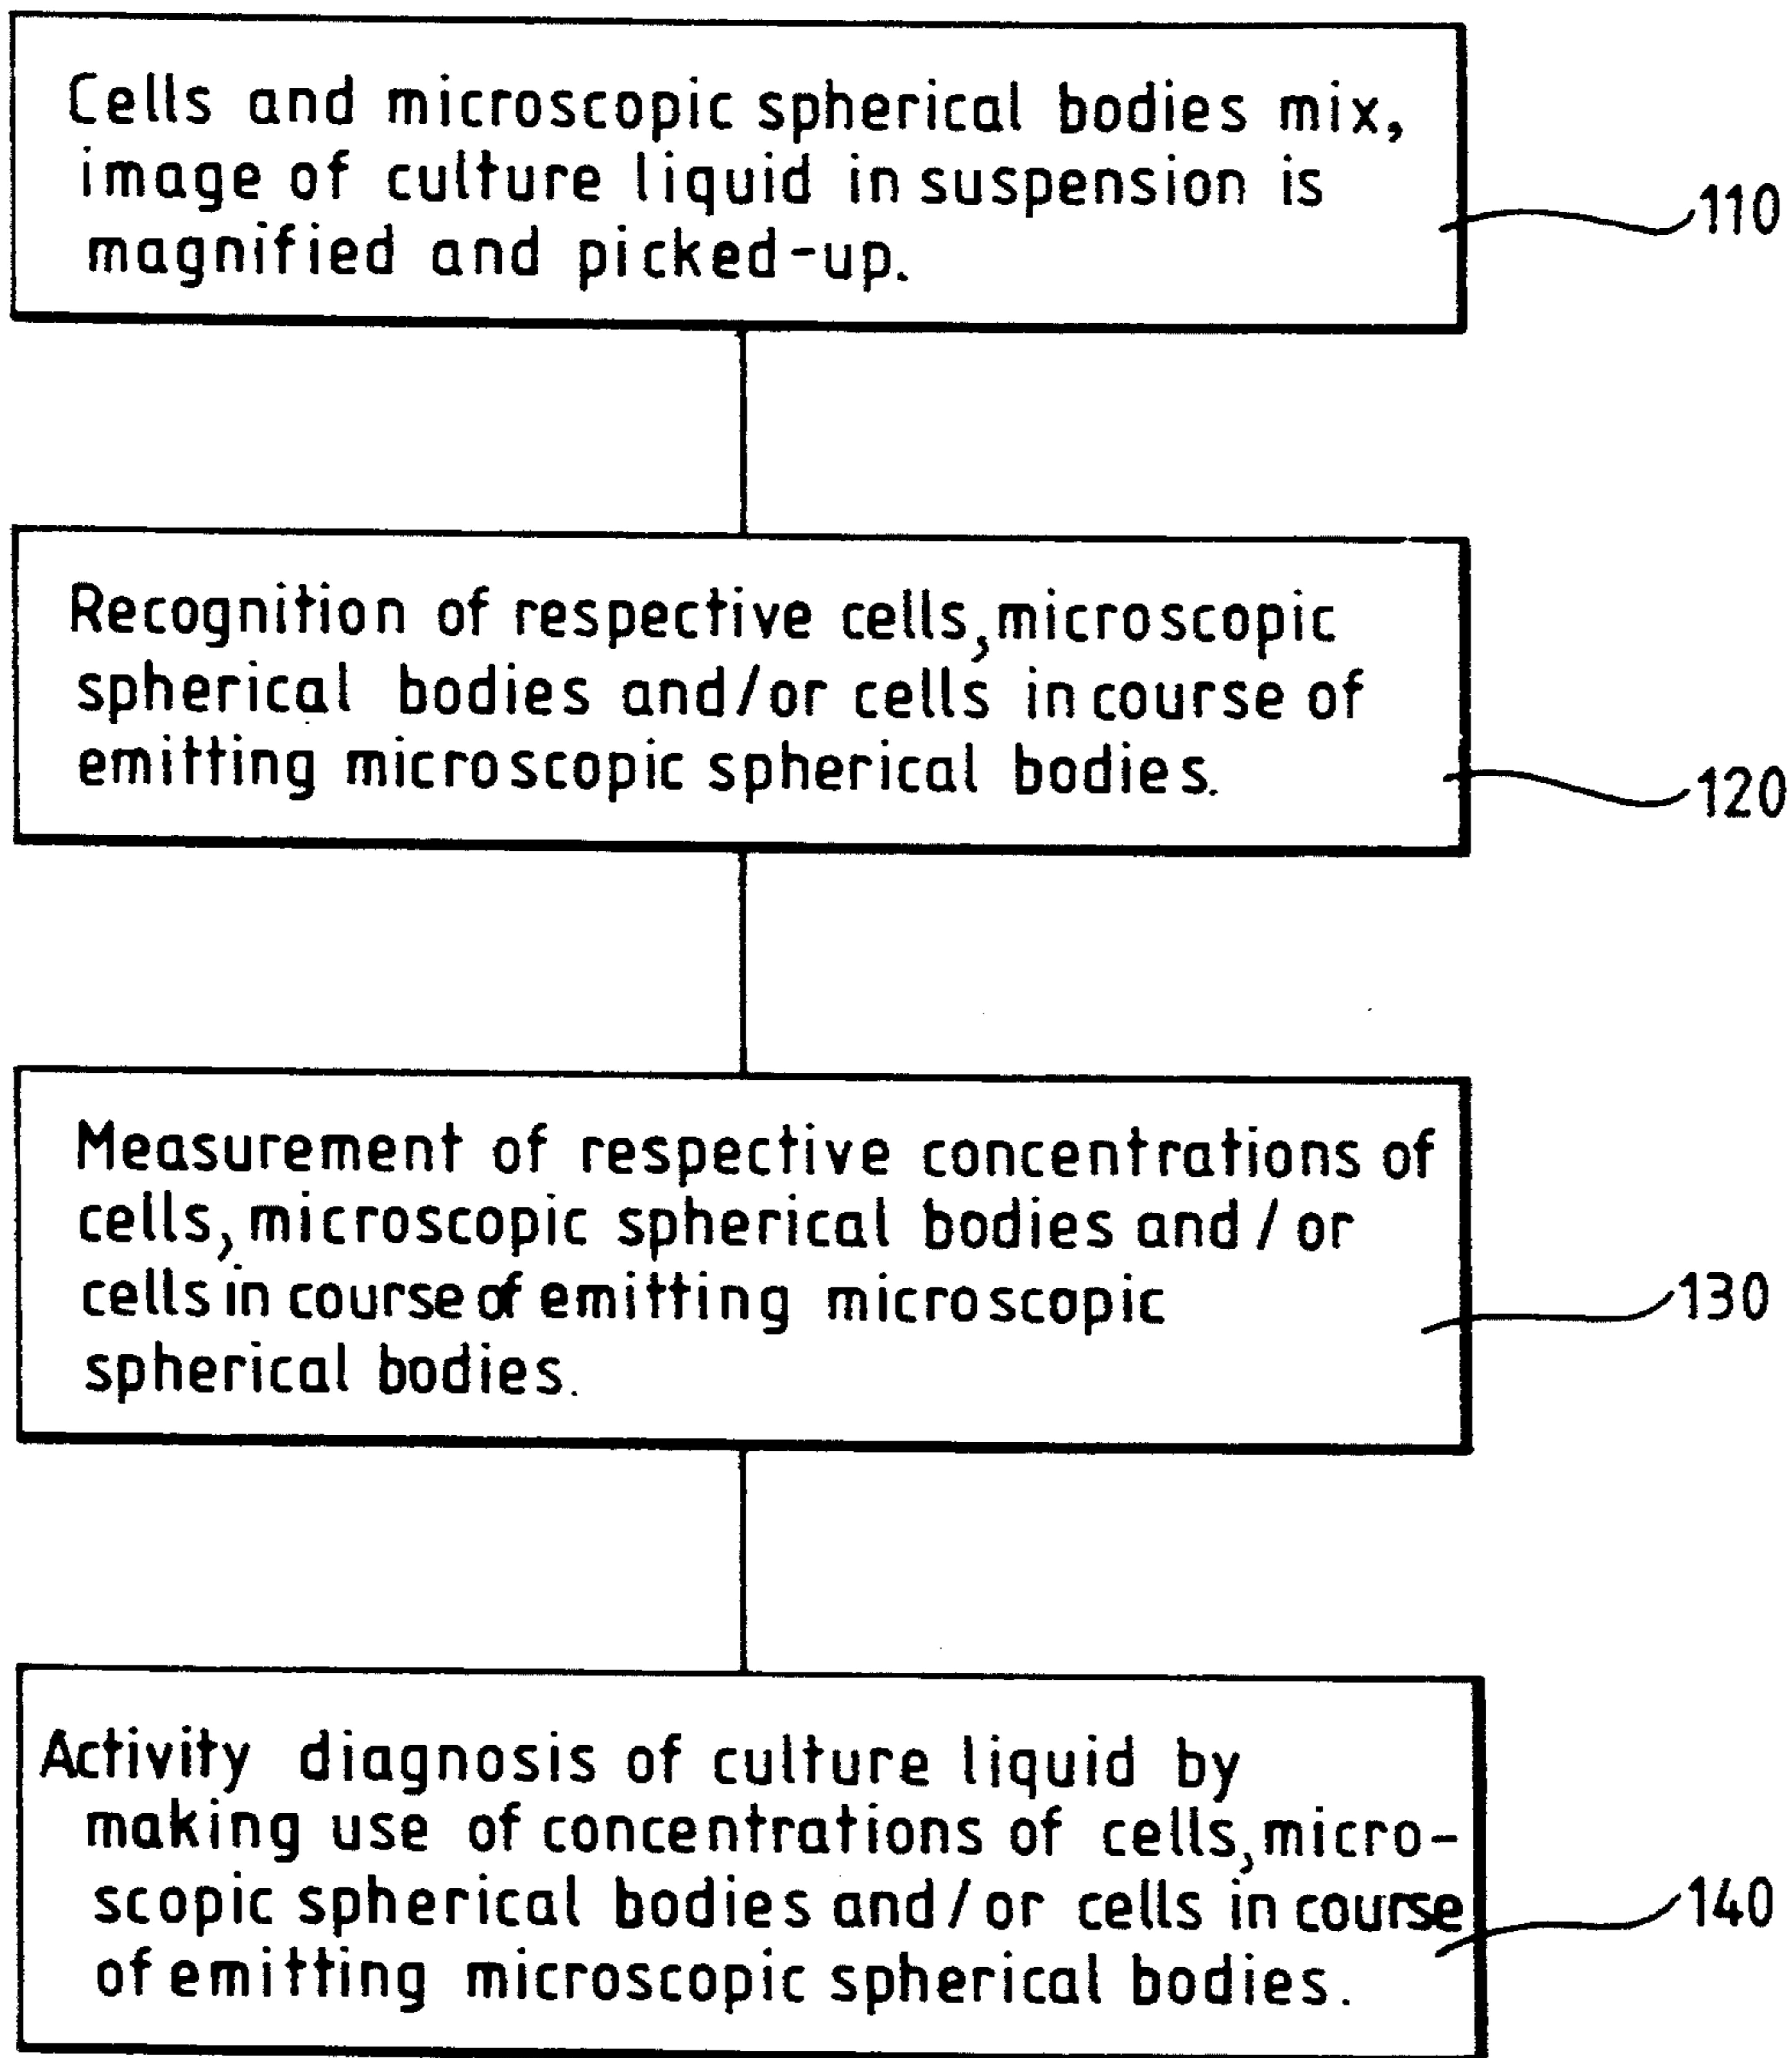 Cells and microscopic spherical bodies mix,
image of culture liquid in suspension is
magnified and picked-up.
110
Recognition of respective cells, microscopic
spherical bodies and/or cells in course of
emitting microscopic spherical bodies.
120
Measurement of respective concentrations of
cells, microscopic spherical bodies and/or
cells in course of emitting microscopic
spherical bodies.
130
Activity diagnosis of culture liquid by
making use of concentrations of cells, micro-
scopic spherical bodies and/or cells in course
of emitting microscopic spherical bodies.
140